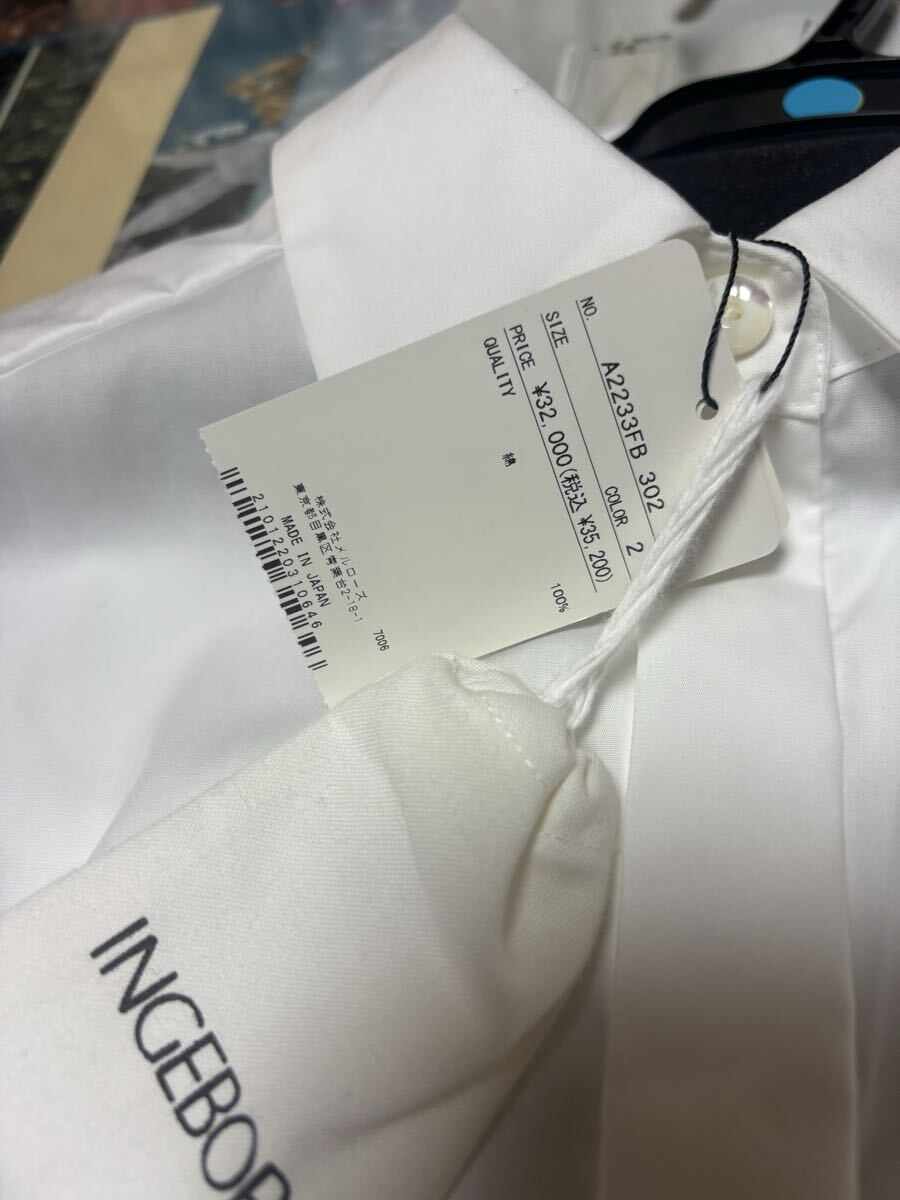 NO. A2233FB 302
SIZE COLOR 2
PRICE ¥32,000(税込 ¥35,200)
QUALITY
綿 100%
株式会社メルローズ
東京都目黒区青葉台2-18-1
7006
MADE IN JAPAN
2101220310646
INGEBOR